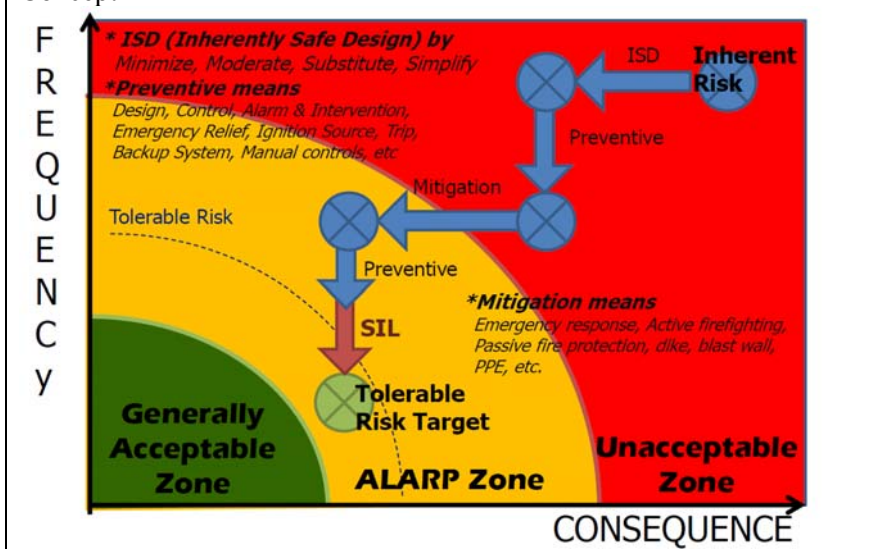 FREQUENCy
* ISD (Inherently Safe Design) by
Minimize, Moderate, Substitute, Simplify
*Preventive means
Design, Control, Alarm & Intervention,
Emergency Relief, Ignition Source, Trip,
Backup System, Manual controls, etc
ISD
Inherent
Risk
Preventive
Mitigation
Tolerable Risk
Preventive
*Mitigation means
Emergency response, Active firefighting,
Passive fire protection, dike, blast wall,
PPE, etc.
SIL
Tolerable
Risk Target
Generally
Acceptable
Zone
ALARP Zone
Unacceptable
Zone
CONSEQUENCE